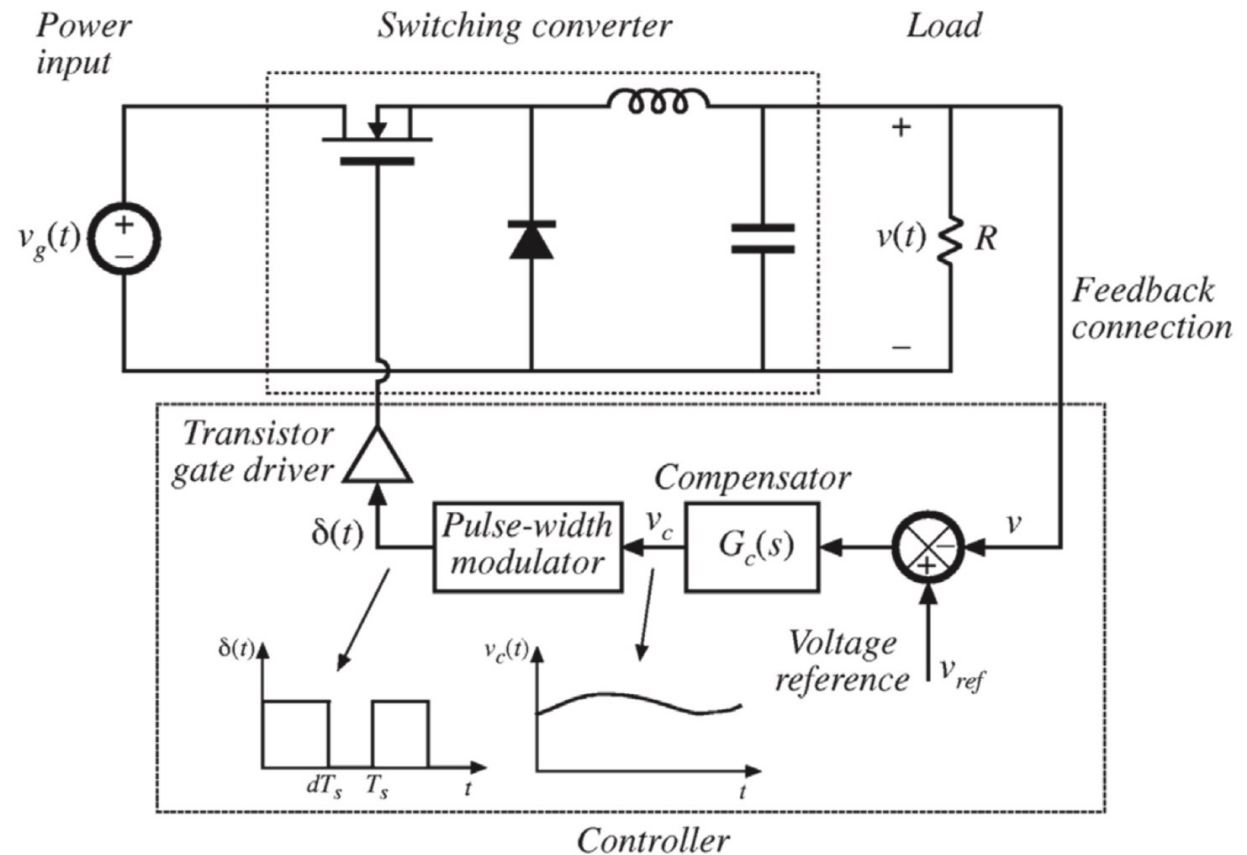 Power
input
Switching converter
Load
+
v_g(t)
+
–
v(t)
R
–
Feedback
connection
Transistor
gate driver
δ(t)
Pulse-width
modulator
v_c
Compensator
G_c(s)
–
+
v
Voltage
reference
v_ref
δ(t)
dT_s
T_s
t
v_c(t)
t
Controller